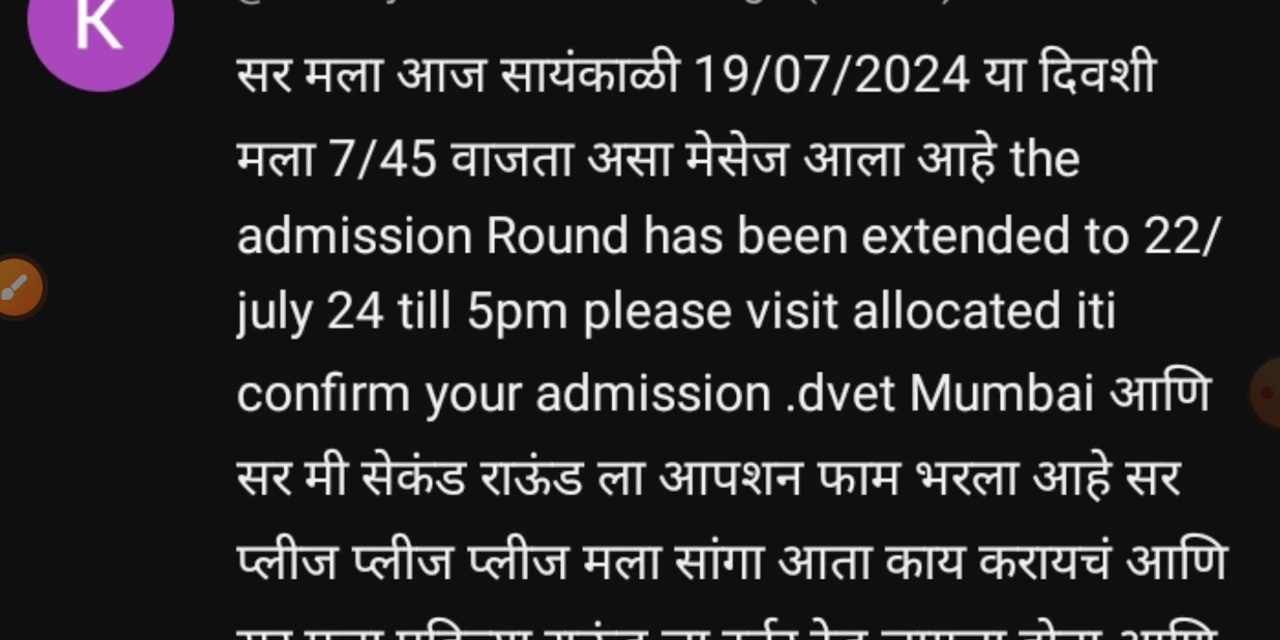 K
सर मला आज सायंकाळी 19/07/2024 या दिवशी
मला 7/45 वाजता असा मेसेज आला आहे the
admission Round has been extended to 22/
july 24 till 5pm please visit allocated iti
confirm your admission .dvet Mumbai आणि
सर मी सेकंड राऊंड ला आपशन फाम भरला आहे सर
प्लीज प्लीज प्लीज मला सांगा आता काय करायचं आणि